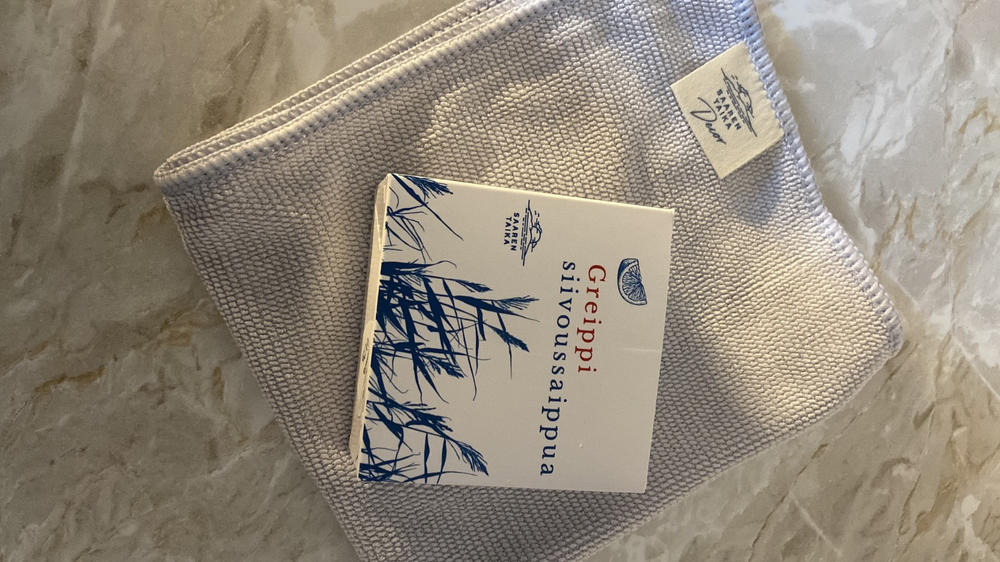 SAAREN
TAIKA
Decor
Greippi
siivoussaippua
SAAREN
TAIKA